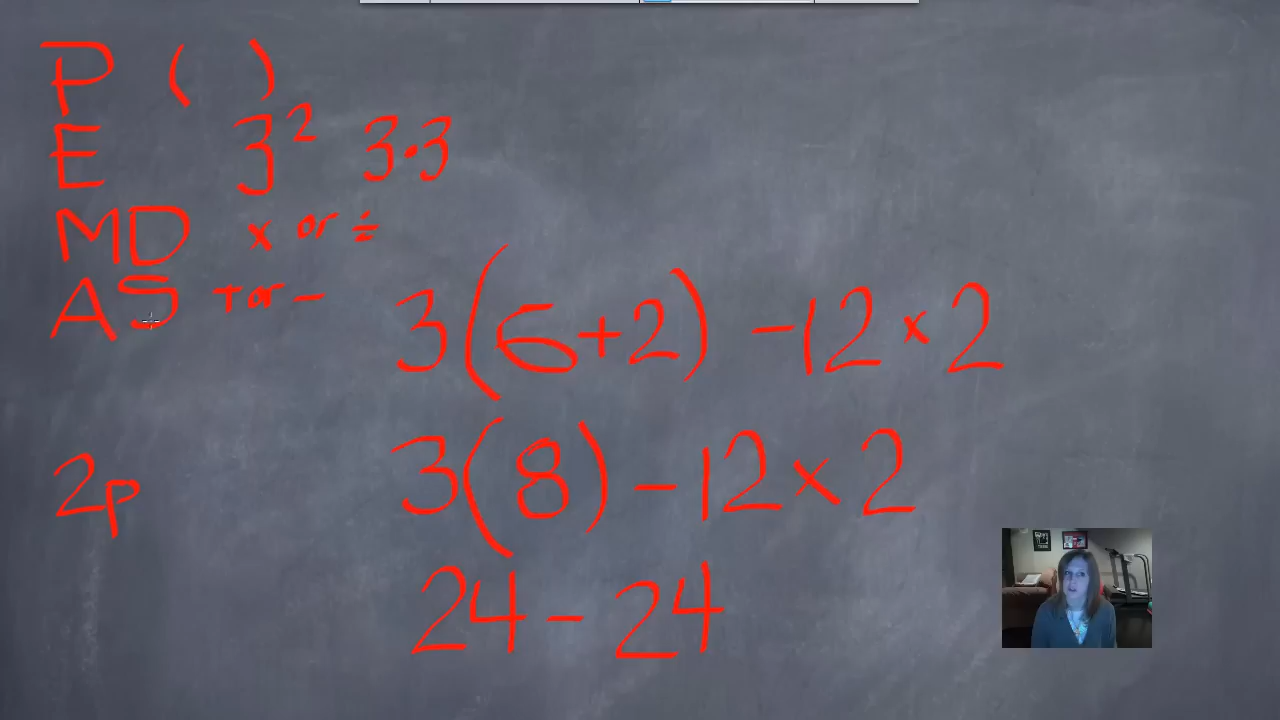 P ( )
E 3² 3·3
MD x or ÷
AS + or -
3(6+2) -12 x 2
2p 3(8) -12 x 2
24 - 24